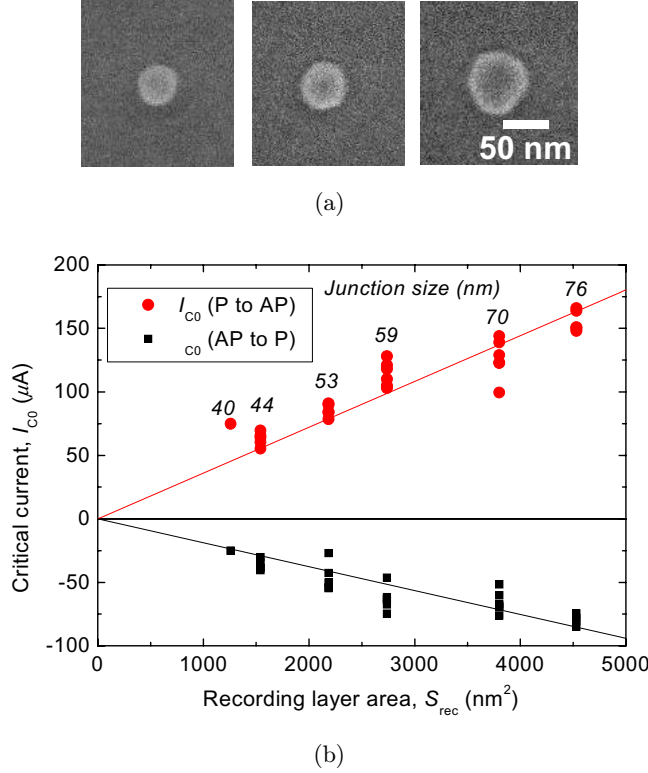 50 nm
(a)
200
150
100
50
0
-50
-100
Critical current, I_C0 (μA)
I_C0 (P to AP)
_C0 (AP to P)
Junction size (nm)
40
44
53
59
70
76
0
1000
2000
3000
4000
5000
Recording layer area, S_rec (nm²)
(b)